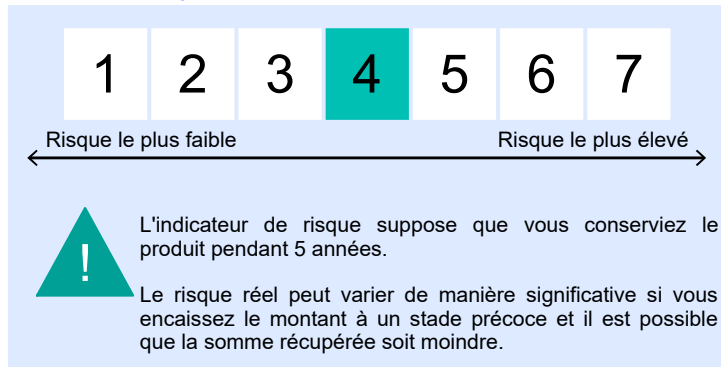 1 2 3 4 5 6 7
Risque le plus faible Risque le plus élevé
!
L'indicateur de risque suppose que vous conserviez le
produit pendant 5 années.
Le risque réel peut varier de manière significative si vous
encaissez le montant à un stade précoce et il est possible
que la somme récupérée soit moindre.